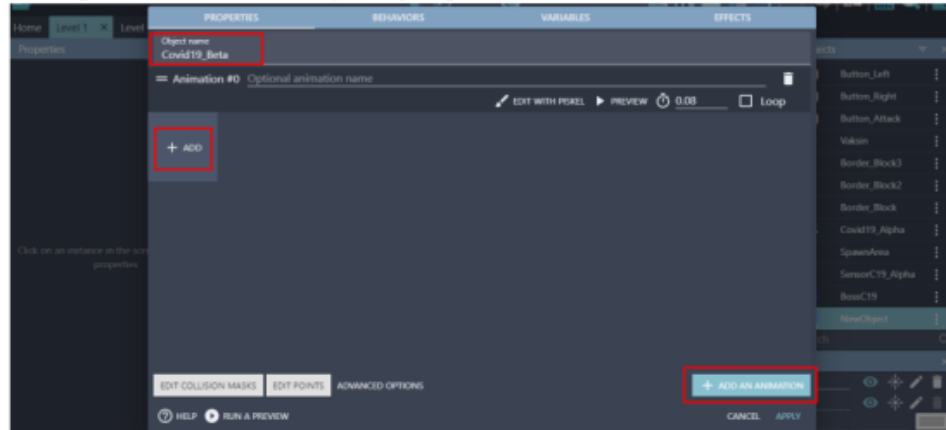 PROPERTIES BEHAVIORS VARIABLES EFFECTS
Home Level 1 × Level
Properties
Object name
Covid19_Beta
Animation #0 Optional animation name
EDIT WITH PISKEL PREVIEW 0.08 Loop
+ ADD
Click on an instance in the
properties
Button_Left
Button_Right
Button_Attack
Vaksin
Border_Block3
Border_Block2
Border_Block
Covid19_Alpha
SpawnArea
SensorC19_Alpha
BossC19
NewObject
EDIT COLLISION MASKS EDIT POINTS ADVANCED OPTIONS + ADD AN ANIMATION
HELP RUN A PREVIEW CANCEL APPLY